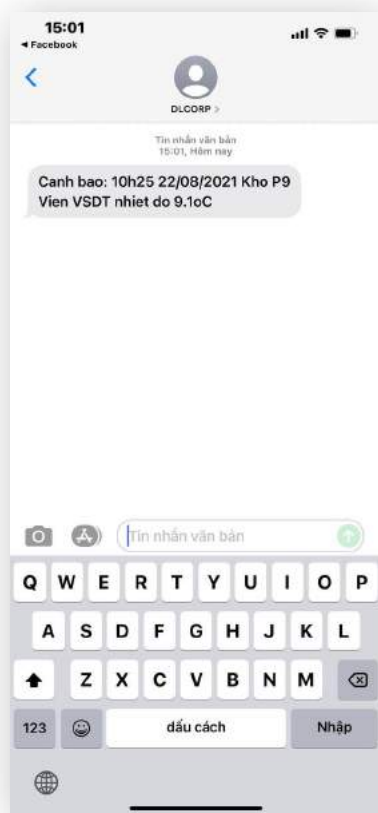 15:01
◀ Facebook
DLCORP >
Tin nhắn văn bản
15:01, Hôm nay
Canh bao: 10h25 22/08/2021 Kho P9
Vien VSDT nhiet do 9.1oC
Tin nhắn văn bản
Q W E R T Y U I O P
A S D F G H J K L
Z X C V B N M
123 dấu cách Nhập